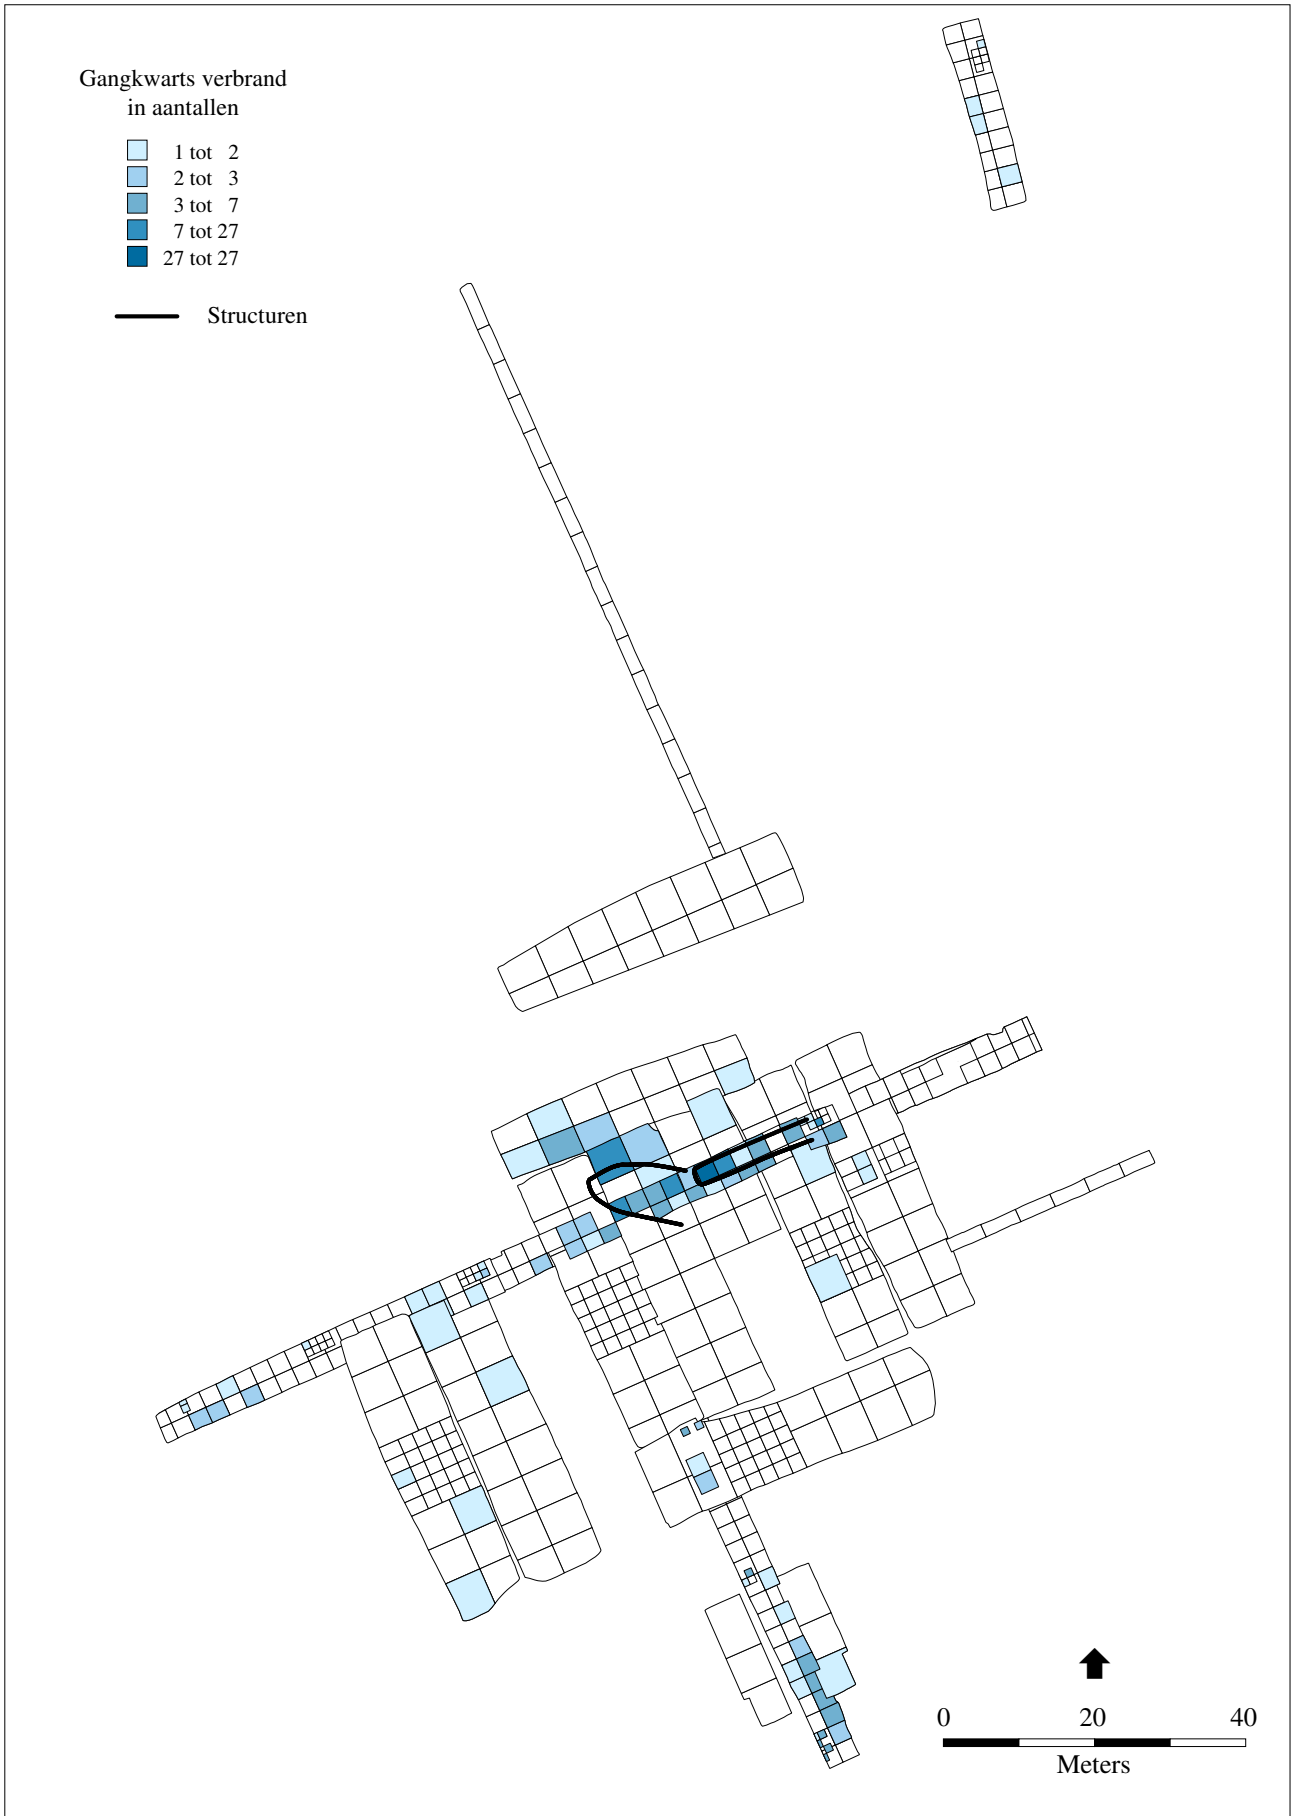 Gangkwarts verbrand
in aantallen
1 tot 2
2 tot 3
3 tot 7
7 tot 27
27 tot 27
Structuren
0 20 40
Meters